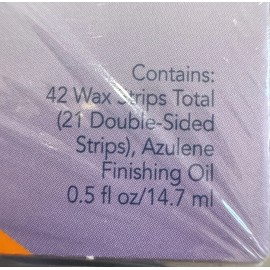 Contains:
42 Wax Strips Total
(21 Double-Sided
Strips), Azulene
Finishing Oil
0.5 fl oz/14.7 ml